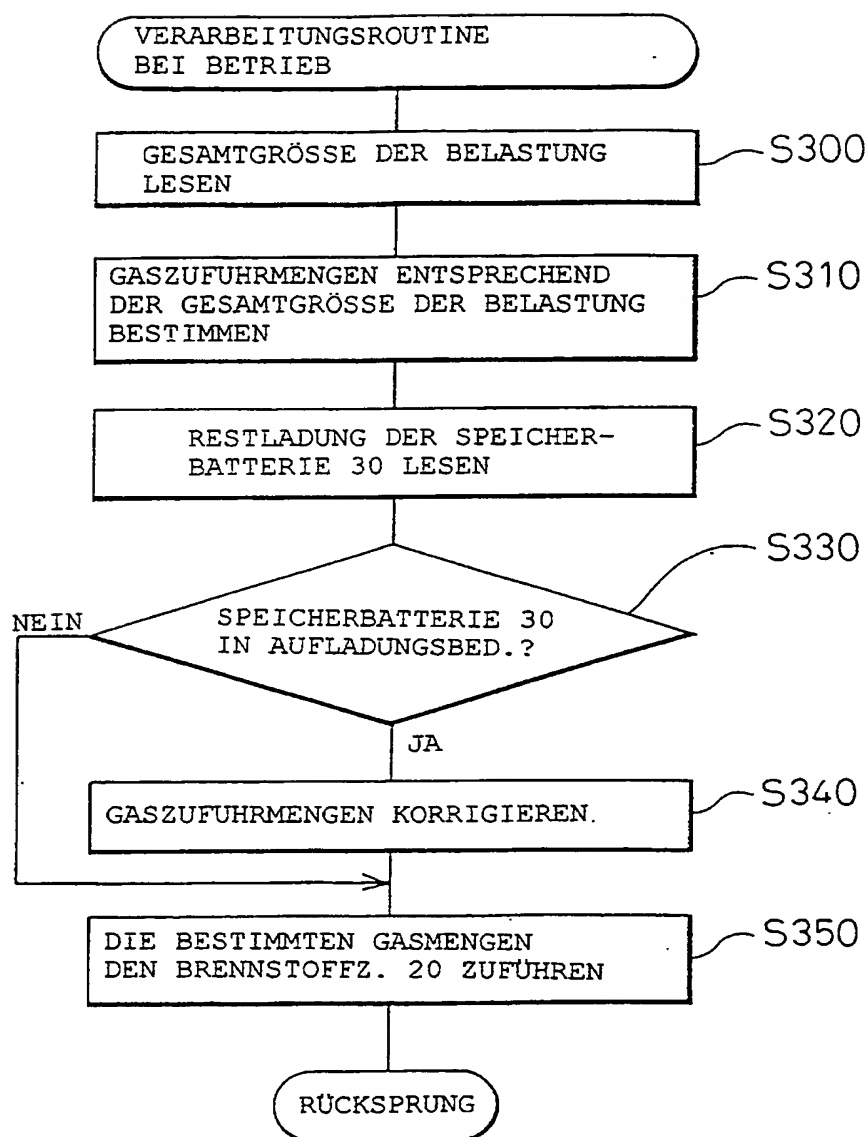 VERARBEITUNGSROUTINE
BEI BETRIEB
GESAMTGRÖSSE DER BELASTUNG
LESEN
S300
GASZUFUHRMENGEN ENTSPRECHEND
DER GESAMTGRÖSSE DER BELASTUNG
BESTIMMEN
S310
RESTLADUNG DER SPEICHER-
BATTERIE 30 LESEN
S320
SPEICHERBATTERIE 30
IN AUFLADUNGSBED.?
S330
NEIN
JA
GASZUFUHRMENGEN KORRIGIEREN.
S340
DIE BESTIMMTEN GASMENGEN
DEN BRENNSTOFFZ. 20 ZUFÜHREN
S350
RÜCKSPRUNG